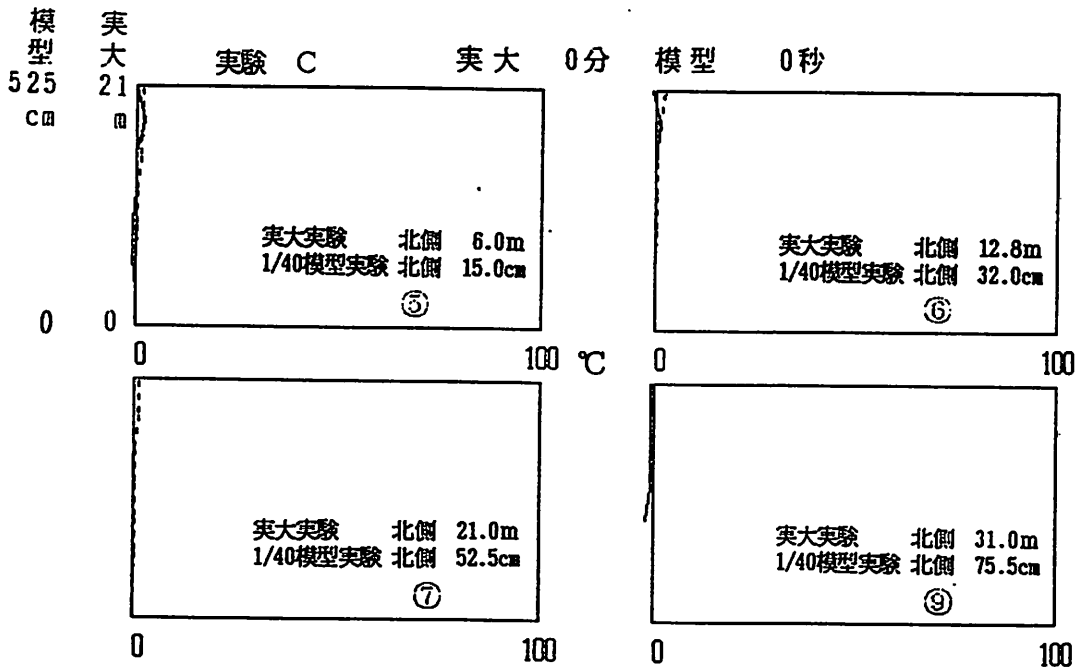 模型 実大
実験 C 実大 0分 模型 0秒
525 21
cm m
実大実験 北側 6.0m
1/40模型実験 北側 15.0cm
⑤
0 0
0 100 ℃
実大実験 北側 12.8m
1/40模型実験 北側 32.0cm
⑥
0 100
実大実験 北側 21.0m
1/40模型実験 北側 52.5cm
⑦
0 100
実大実験 北側 31.0m
1/40模型実験 北側 75.5cm
⑨
0 100